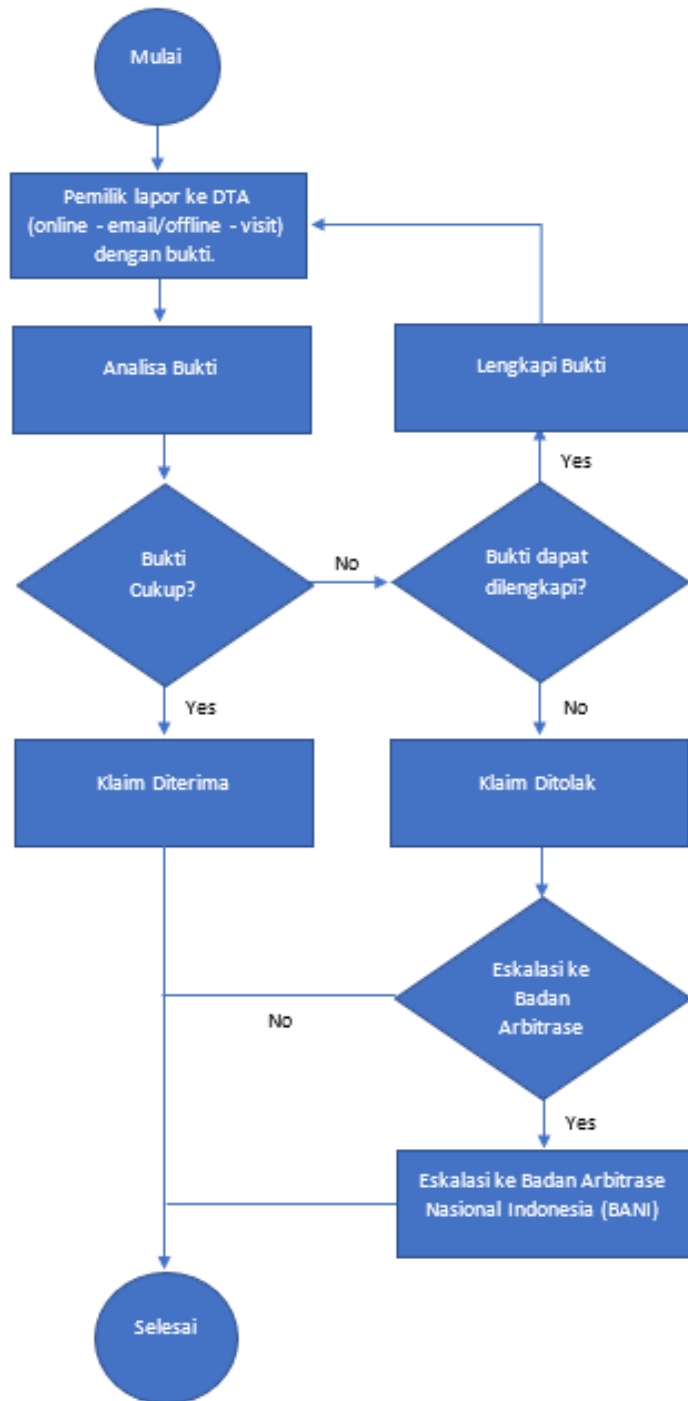 Mulai
Pemilik lapor ke DTA
(online - email/offline - visit)
dengan bukti.
Analisa Bukti
Lengkapi Bukti
Yes
Bukti
Cukup?
No
Bukti dapat
dilengkapi?
Yes
No
Klaim Diterima
Klaim Ditolak
Eskalasi ke
Badan
Arbitrase
No
Yes
Eskalasi ke Badan Arbitrase
Nasional Indonesia (BANI)
Selesai